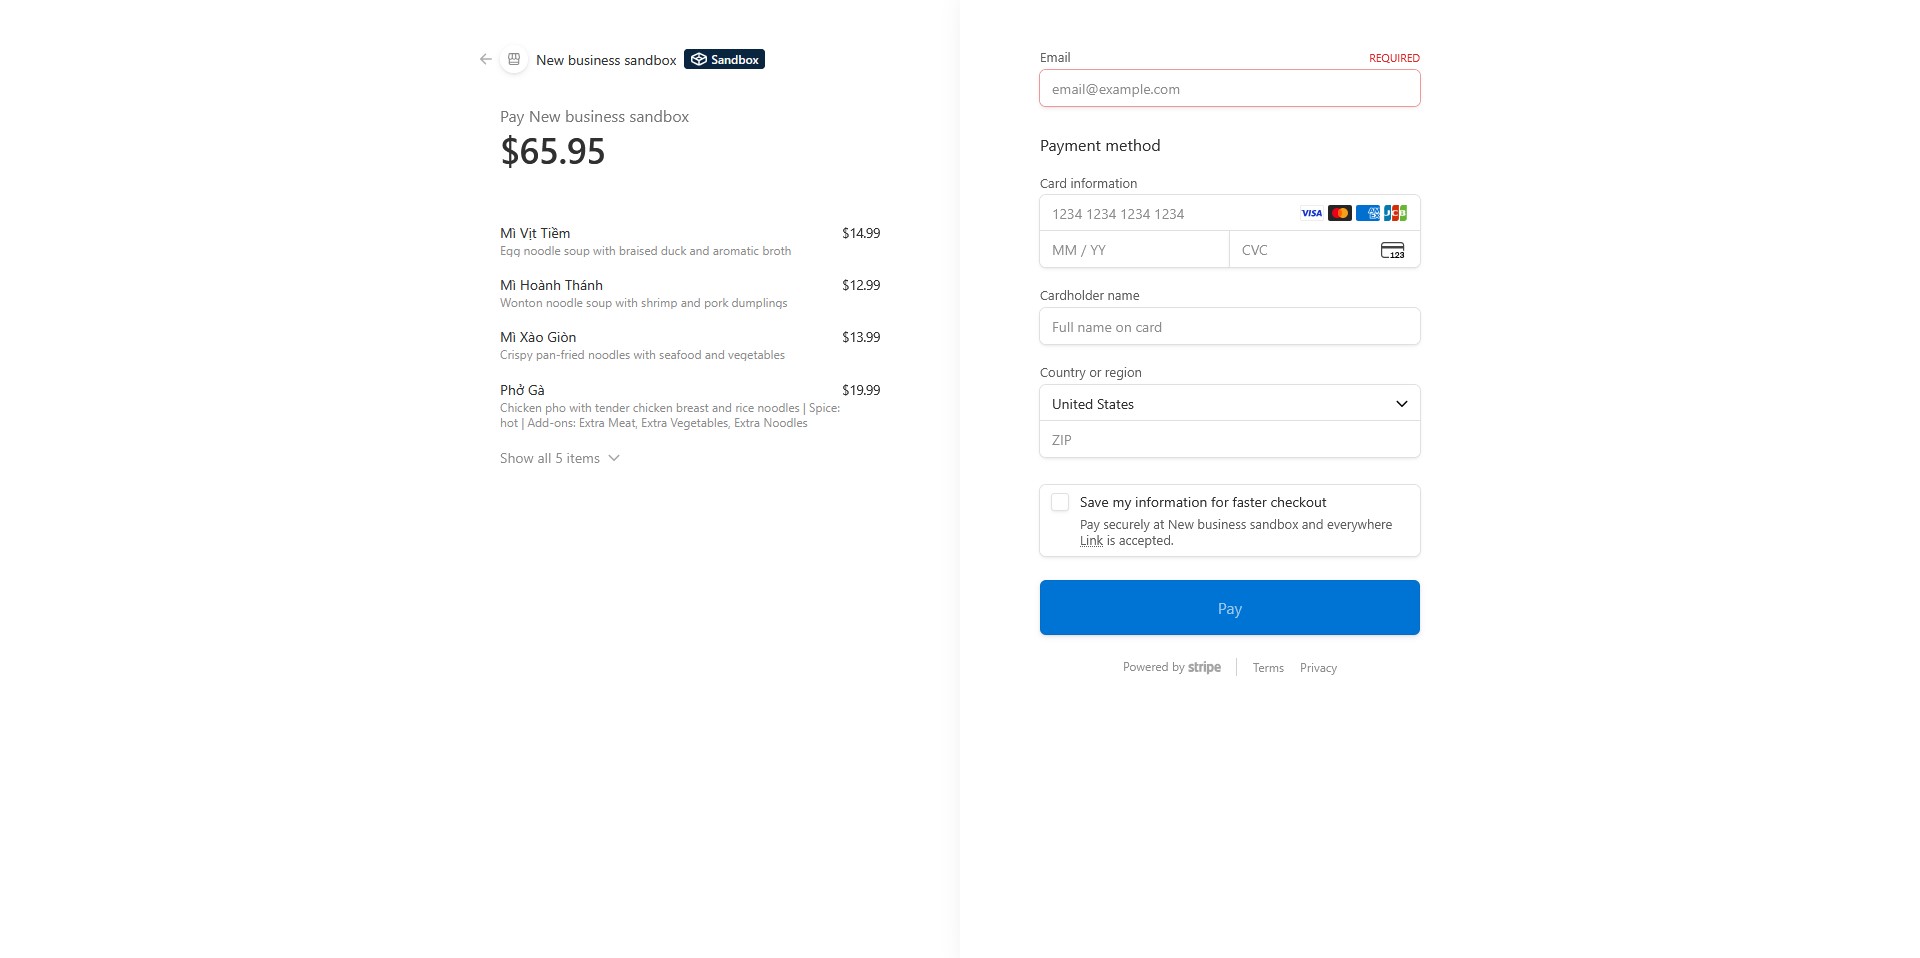 New business sandbox Sandbox
Pay New business sandbox
$65.95
Mì Vịt Tiềm $14.99
Egg noodle soup with braised duck and aromatic broth
Mì Hoành Thánh $12.99
Wonton noodle soup with shrimp and pork dumplings
Mì Xào Giòn $13.99
Crispy pan-fried noodles with seafood and vegetables
Phở Gà $19.99
Chicken pho with tender chicken breast and rice noodles | Spice:
hot | Add-ons: Extra Meat, Extra Vegetables, Extra Noodles
Show all 5 items
Email REQUIRED
email@example.com
Payment method
Card information
1234 1234 1234 1234 VISA AMEX JCB
MM / YY CVC 123
Cardholder name
Full name on card
Country or region
United States
ZIP
Save my information for faster checkout
Pay securely at New business sandbox and everywhere
Link is accepted.
Pay
Powered by stripe Terms Privacy